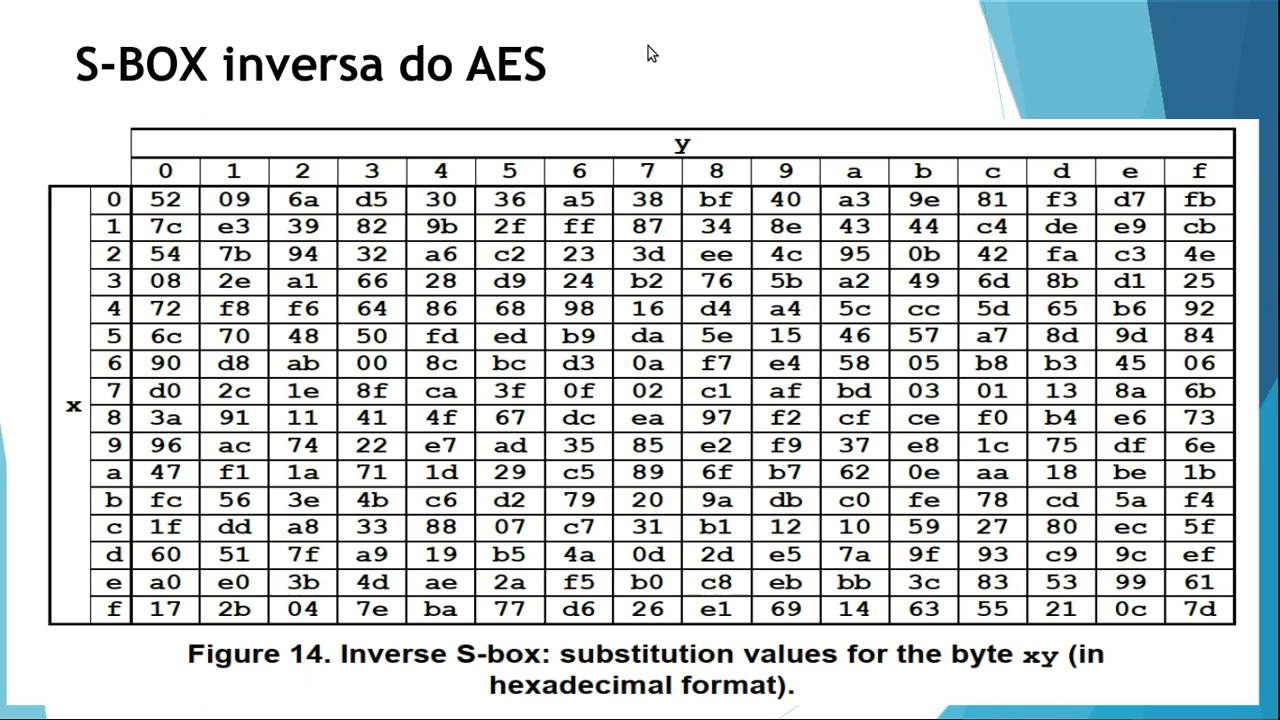 S-BOX inversa do AES
y
0 1 2 3 4 5 6 7 8 9 a b c d e f
0 52 09 6a d5 30 36 a5 38 bf 40 a3 9e 81 f3 d7 fb
1 7c e3 39 82 9b 2f ff 87 34 8e 43 44 c4 de e9 cb
2 54 7b 94 32 a6 c2 23 3d ee 4c 95 0b 42 fa c3 4e
3 08 2e a1 66 28 d9 24 b2 76 5b a2 49 6d 8b d1 25
4 72 f8 f6 64 86 68 98 16 d4 a4 5c cc 5d 65 b6 92
5 6c 70 48 50 fd ed b9 da 5e 15 46 57 a7 8d 9d 84
6 90 d8 ab 00 8c bc d3 0a f7 e4 58 05 b8 b3 45 06
7 d0 2c 1e 8f ca 3f 0f 02 c1 af bd 03 01 13 8a 6b
x
8 3a 91 11 41 4f 67 dc ea 97 f2 cf ce f0 b4 e6 73
9 96 ac 74 22 e7 ad 35 85 e2 f9 37 e8 1c 75 df 6e
a 47 f1 1a 71 1d 29 c5 89 6f b7 62 0e aa 18 be 1b
b fc 56 3e 4b c6 d2 79 20 9a db c0 fe 78 cd 5a f4
c 1f dd a8 33 88 07 c7 31 b1 12 10 59 27 80 ec 5f
d 60 51 7f a9 19 b5 4a 0d 2d e5 7a 9f 93 c9 9c ef
e a0 e0 3b 4d ae 2a f5 b0 c8 eb bb 3c 83 53 99 61
f 17 2b 04 7e ba 77 d6 26 e1 69 14 63 55 21 0c 7d
Figure 14. Inverse S-box: substitution values for the byte xy (in
hexadecimal format).